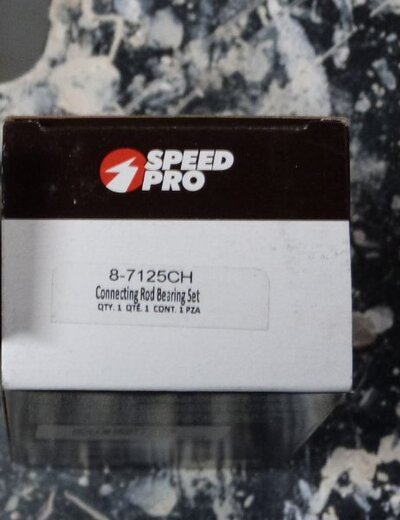 SPEED
PRO
8-7125CH
Connecting Rod Bearing Set
QTY. 1 QTÉ. 1 CONT. 1 PZA